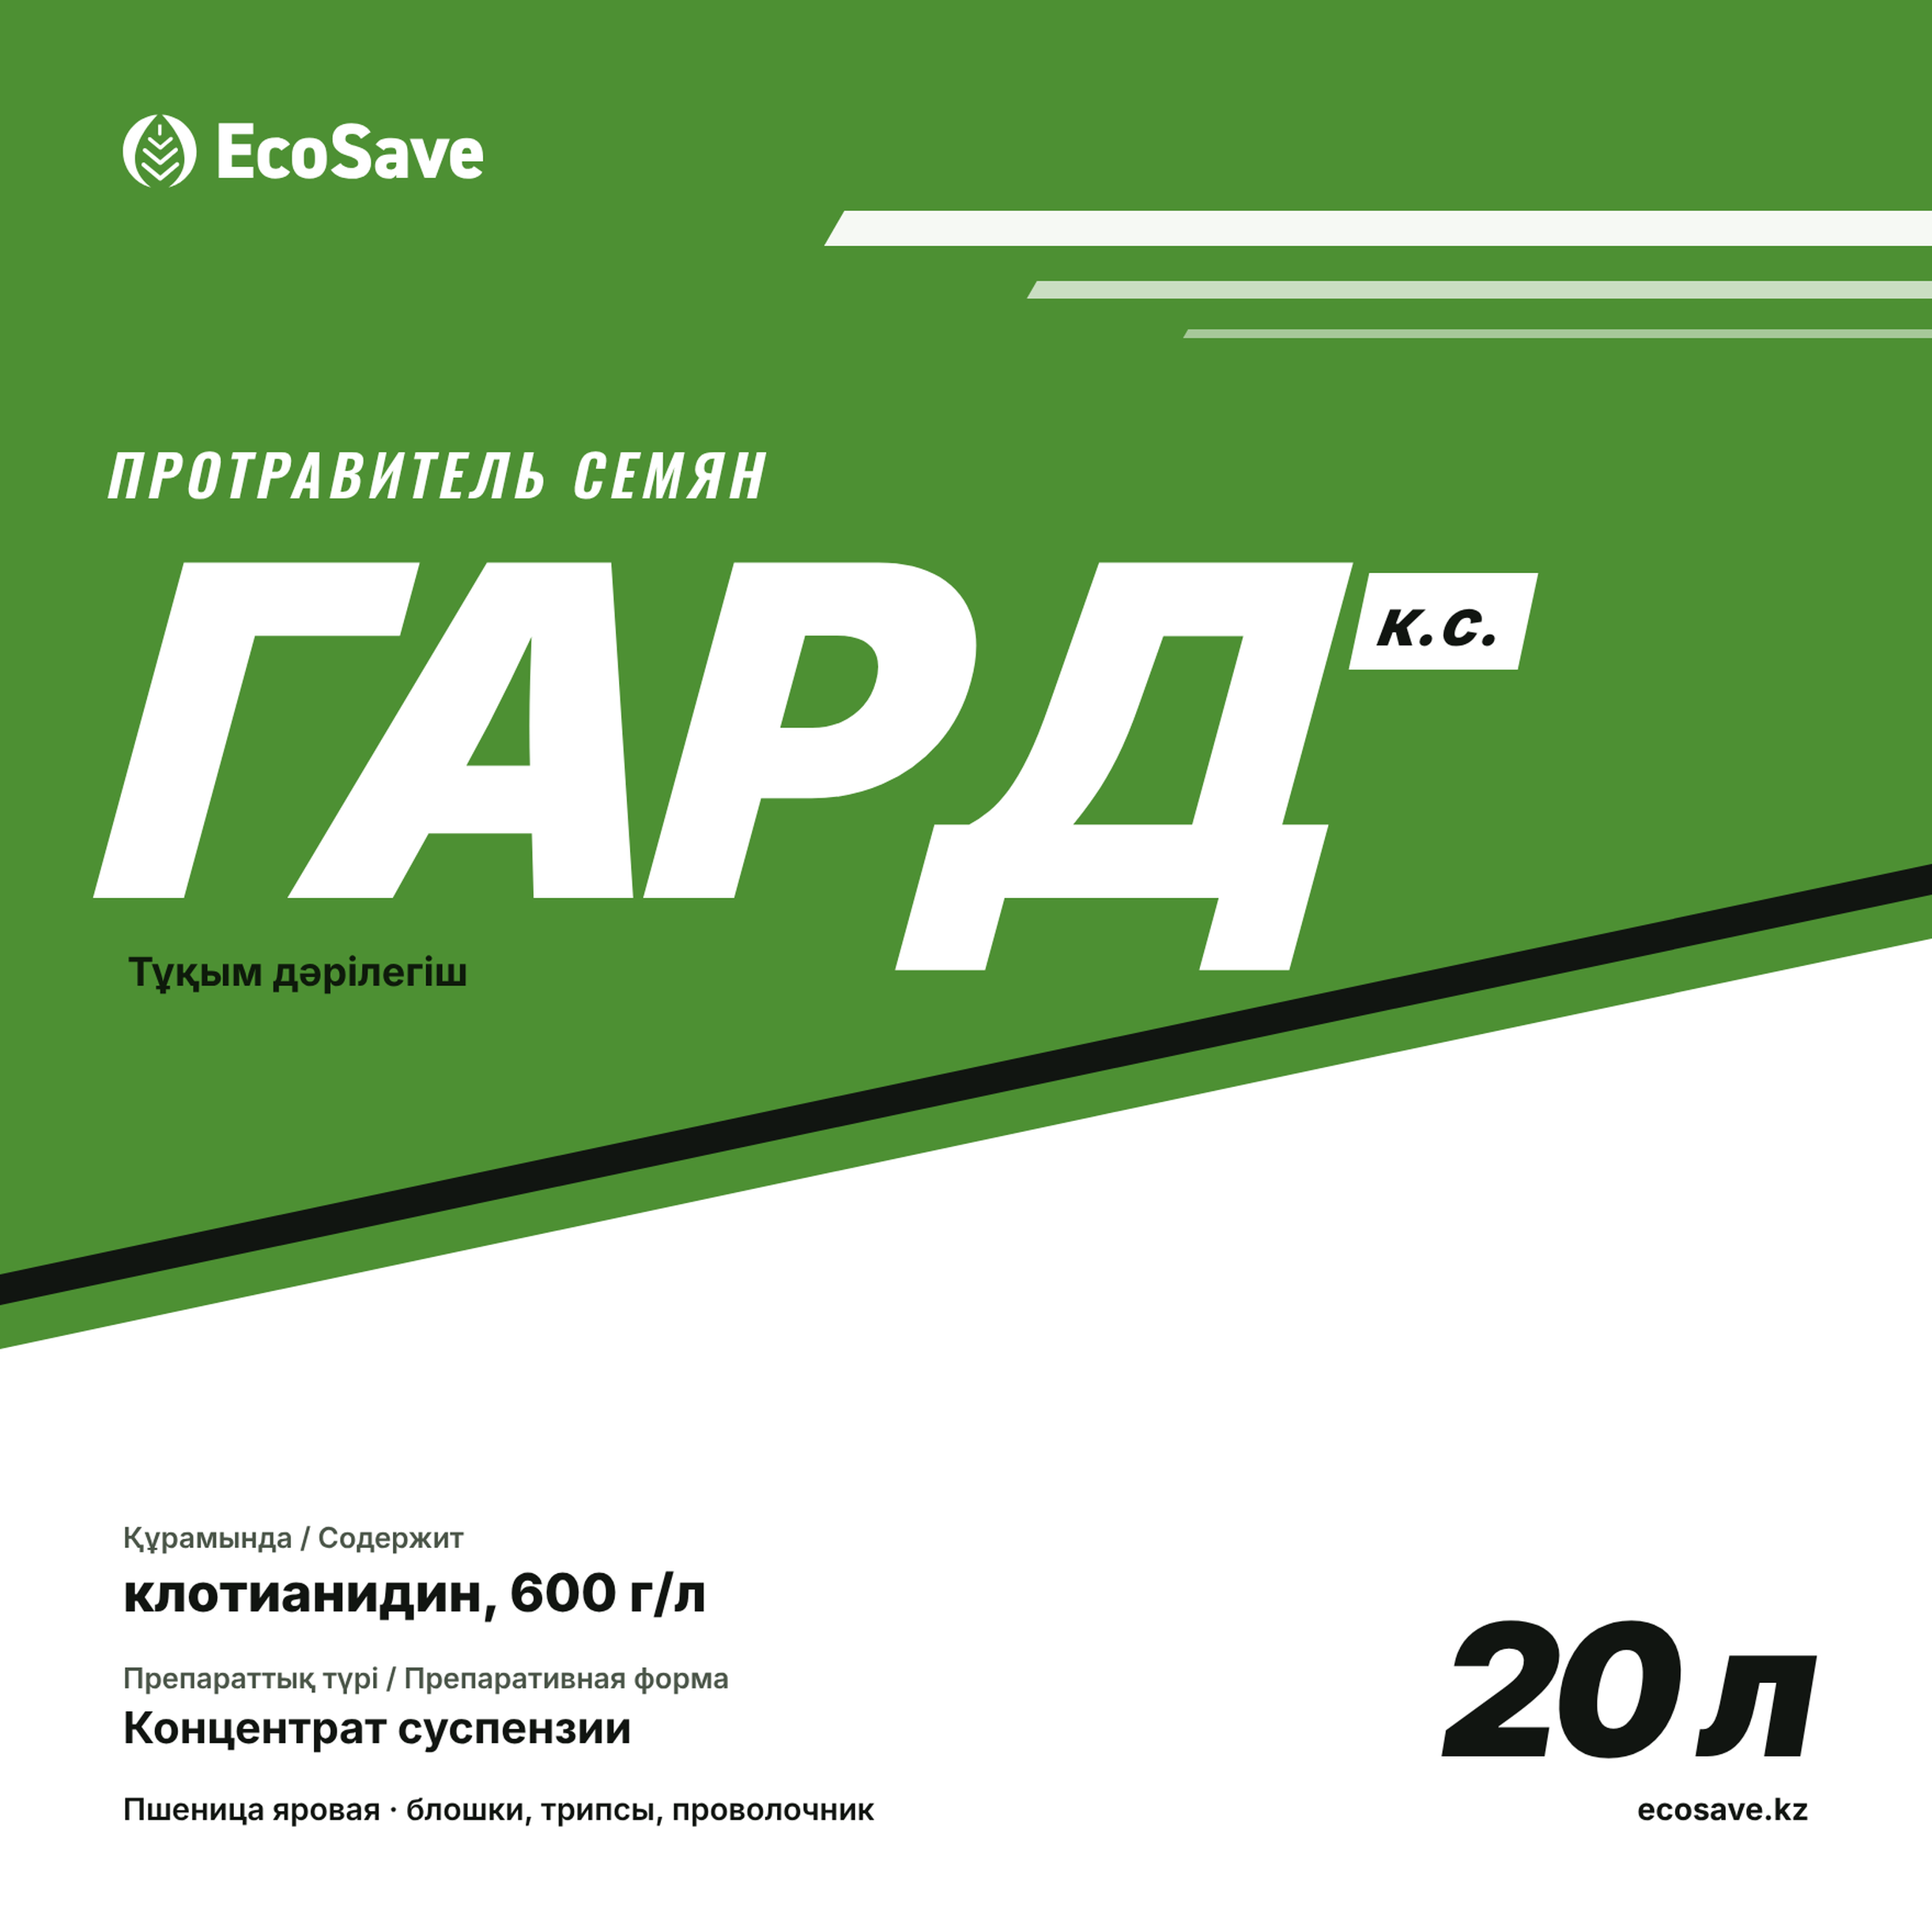 EcoSave
ПРОТРАВИТЕЛЬ СЕМЯН
ГАРД к.с.
Тұқым дәрілегіш
Құрамында / Содержит
клотианидин, 600 г/л
Препараттық түрі / Препаративная форма
Концентрат суспензии
20 л
Пшеница яровая · блошки, трипсы, проволочник
ecosave.kz